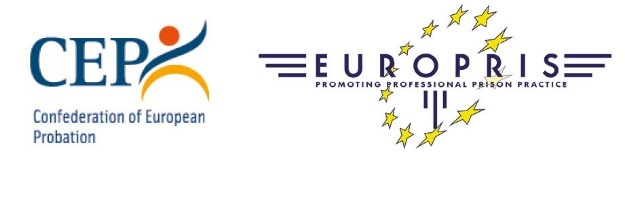 CEP
Confederation of European
Probation
EUROPRIS
PROMOTING PROFESSIONAL PRISON PRACTICE